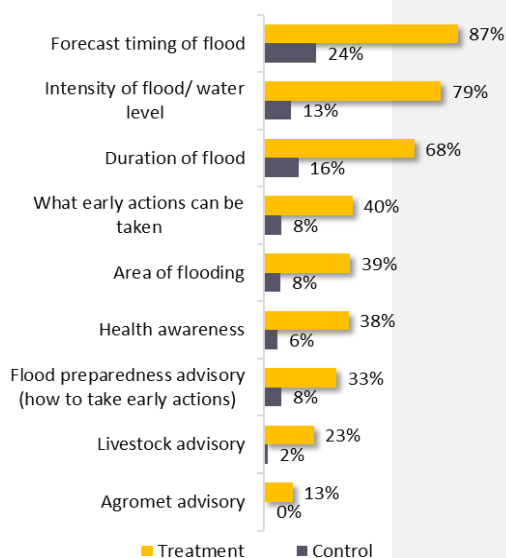 Forecast timing of flood
87%
24%
Intensity of flood/ water
level
79%
13%
Duration of flood
68%
16%
What early actions can be
taken
40%
8%
Area of flooding
39%
8%
Health awareness
38%
6%
Flood preparedness advisory
(how to take early actions)
33%
8%
Livestock advisory
23%
2%
Agromet advisory
13%
0%
Treatment
Control